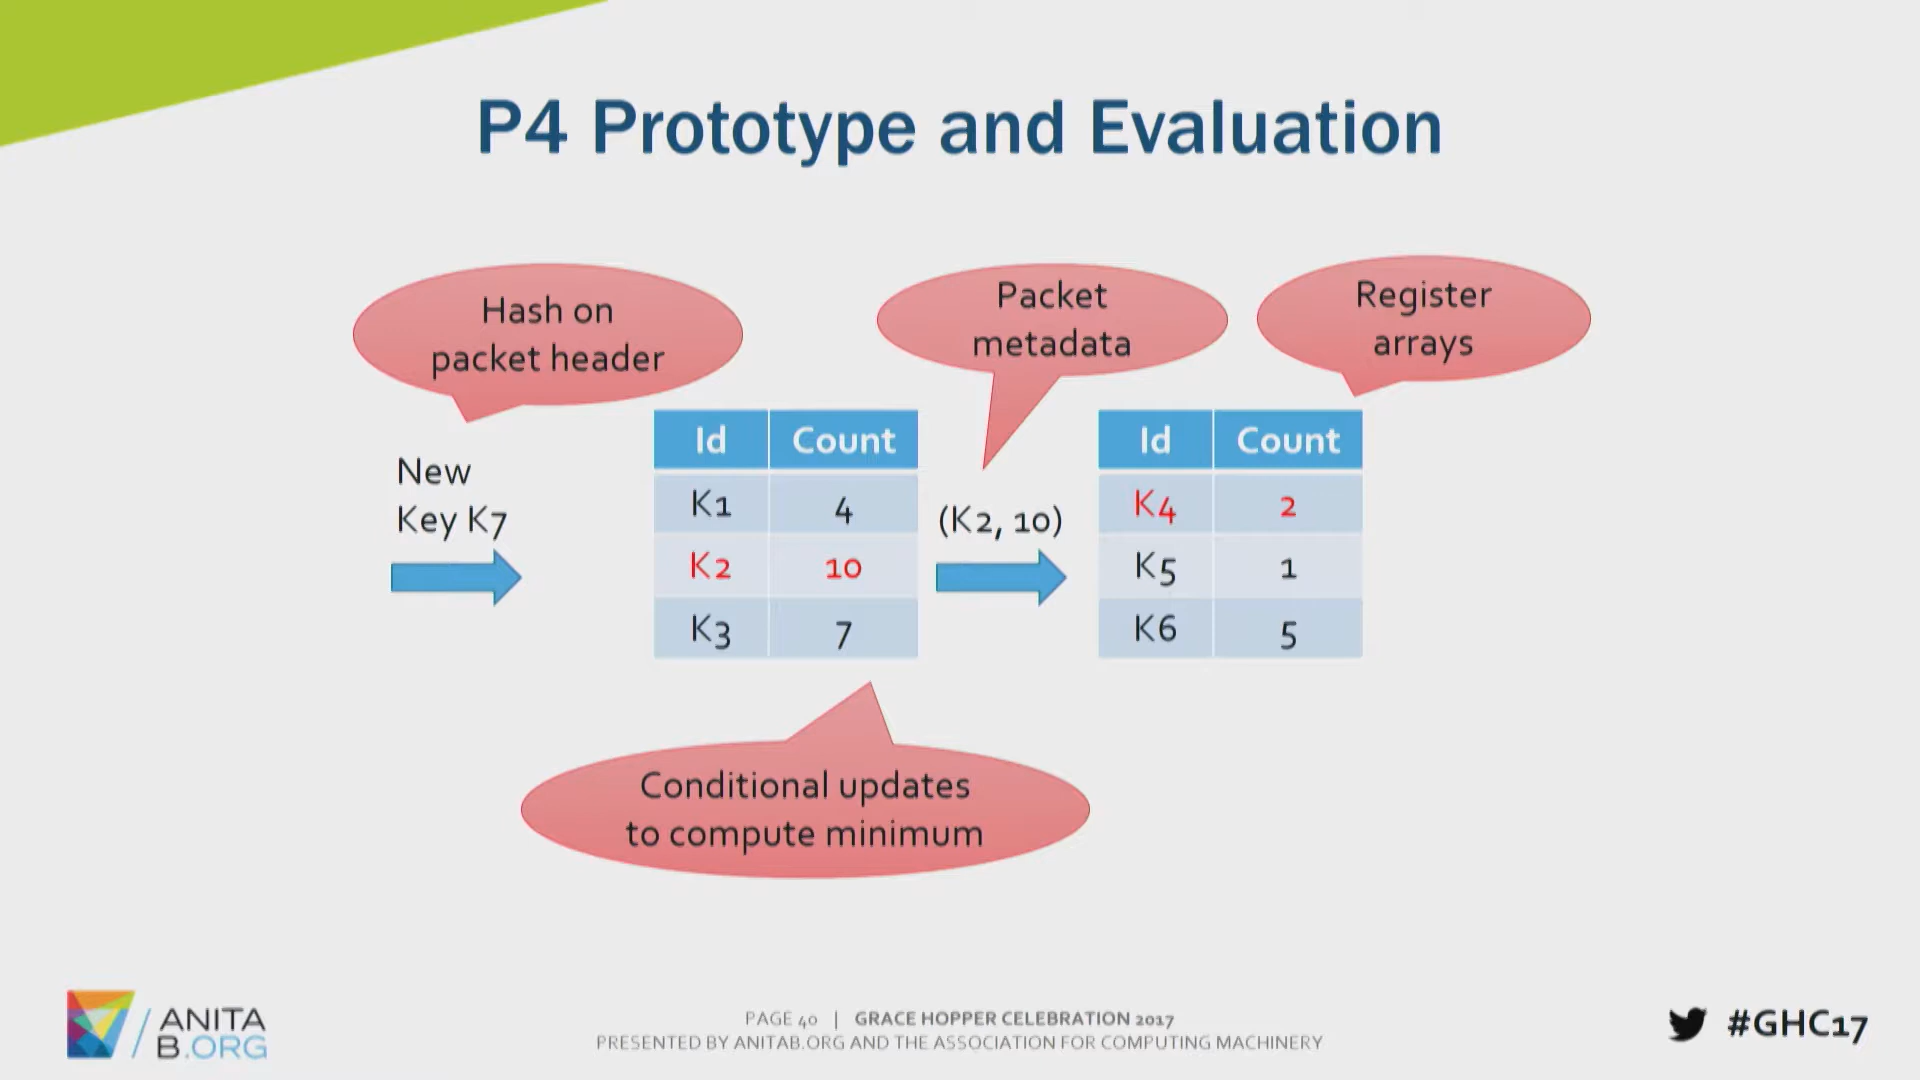 P4 Prototype and Evaluation
Hash on
packet header
Packet
metadata
Register
arrays
New
Key K7
Id Count
K1 4
K2 10
K3 7
(K2, 10)
Id Count
K4 2
K5 1
K6 5
Conditional updates
to compute minimum
ANITA
B.ORG
PAGE 40 | GRACE HOPPER CELEBRATION 2017
PRESENTED BY ANITAB.ORG AND THE ASSOCIATION FOR COMPUTING MACHINERY
#GHC17